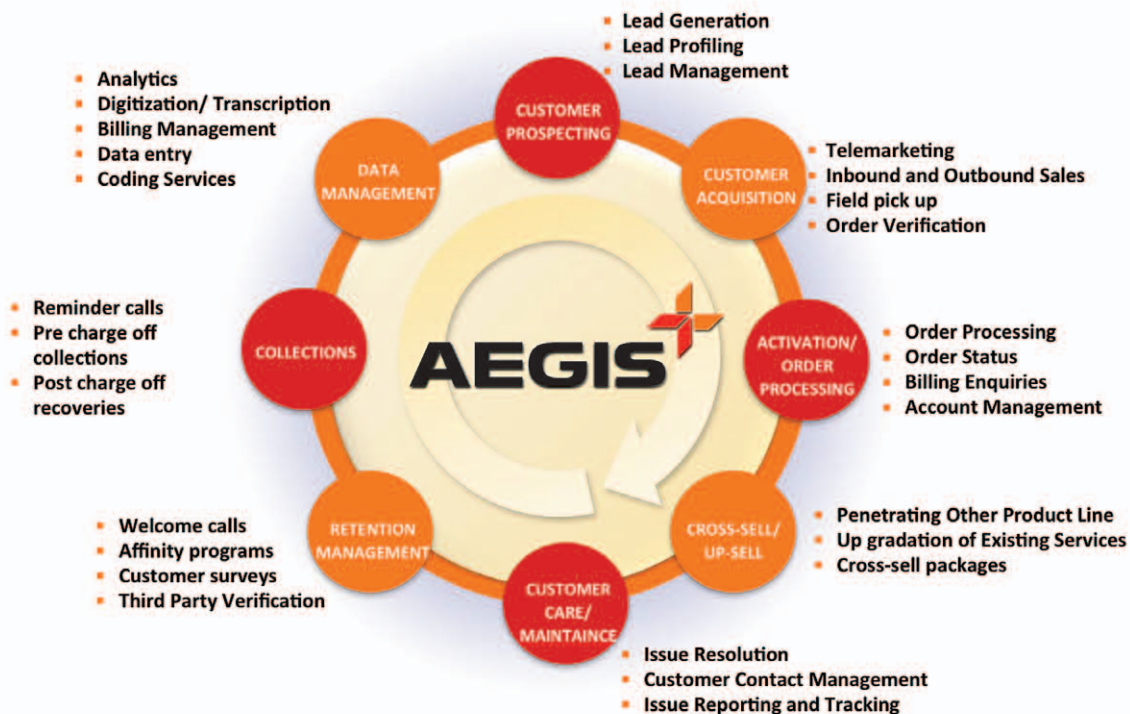 Lead Generation
Lead Profiling
Lead Management
CUSTOMER
PROSPECTING
Telemarketing
Inbound and Outbound Sales
Field pick up
Order Verification
CUSTOMER
ACQUISITION
Order Processing
Order Status
Billing Enquiries
Account Management
ACTIVATION/
ORDER
PROCESSING
Penetrating Other Product Line
Up gradation of Existing Services
Cross-sell packages
CROSS-SELL/
UP-SELL
Issue Resolution
Customer Contact Management
Issue Reporting and Tracking
CUSTOMER
CARE/
MAINTAINCE
Welcome calls
Affinity programs
Customer surveys
Third Party Verification
RETENTION
MANAGEMENT
Reminder calls
Pre charge off
collections
Post charge off
recoveries
COLLECTIONS
Analytics
Digitization/ Transcription
Billing Management
Data entry
Coding Services
DATA
MANAGEMENT
AEGIS